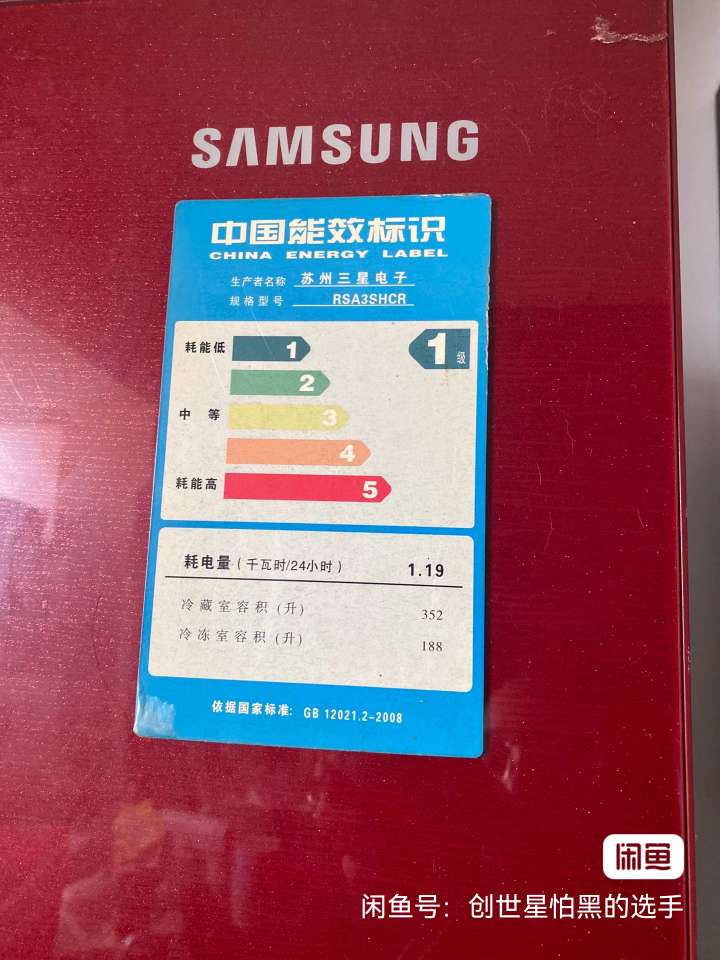 SAMSUNG
中国能效标识
CHINA ENERGY LABEL
生产者名称 苏州三星电子
规格型号 RSA3SHCR
耗能低 1 1级
2
中等 3
4
耗能高 5
耗电量(千瓦时/24小时) 1.19
冷藏室容积(升) 352
冷冻室容积(升) 188
依据国家标准: GB 12021.2-2008
闲鱼
闲鱼号:创世星怕黑的选手